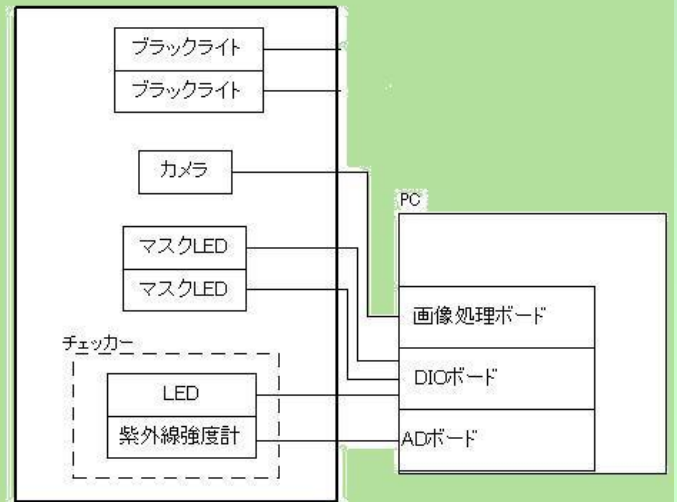 ブラックライト
ブラックライト
カメラ
PC
マスクLED
マスクLED
画像処理ボード
チェッカー
DIOボード
LED
紫外線強度計
ADボード